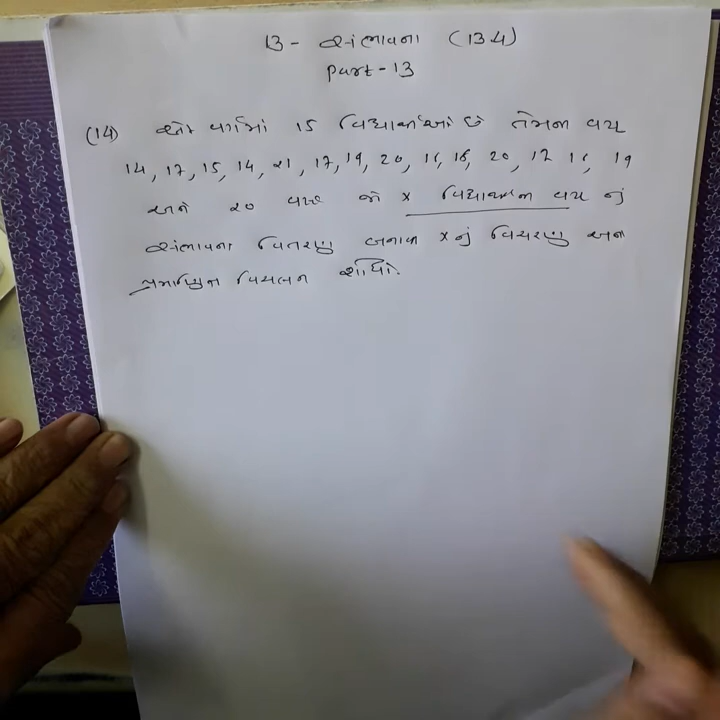 13 - સંભાવના (13.4)
part - 13
(14) એક વર્ગમાં 15 વિદ્યાર્થીઓ છે તેમના વય
14, 17, 15, 14, 21, 17, 19, 20, 16, 18, 20, 17 16, 19
અને ૨૦ વર્ષ જો x વિદ્યાર્થીના વય નું
સંભાવના વિતરણ બનાવો x નું વિચરણ અને
પ્રમાણિત વિચલન શોધો.